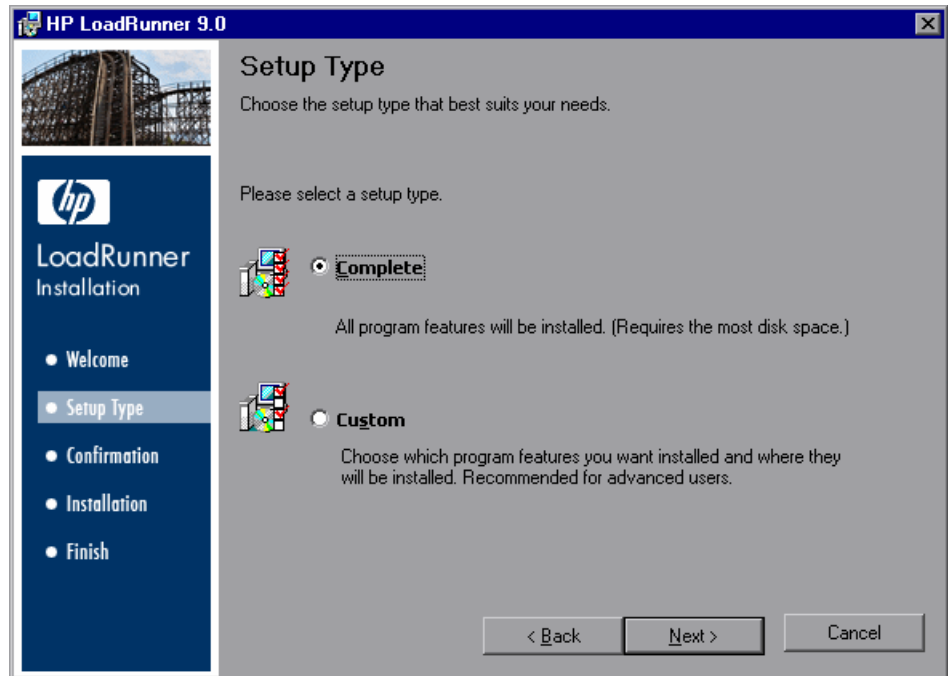 HP LoadRunner 9.0
Setup Type
Choose the setup type that best suits your needs.
Please select a setup type.
hp
LoadRunner
Installation
Complete
All program features will be installed. (Requires the most disk space.)
Welcome
Setup Type
Custom
Confirmation
Choose which program features you want installed and where they
will be installed. Recommended for advanced users.
Installation
Finish
< Back
Next >
Cancel